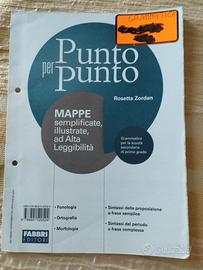 Punto
per
Punto
Rosetta Zordan
MAPPE
semplificate,
illustrate,
ad Alta
Leggibilità
Grammatica
per la scuola
secondaria
di primo grado
• Fonologia
• Ortografia
• Morfologia
• Sintassi della proposizione
o frase semplice
• Sintassi del periodo
o frase complessa
FABBRI
EDITORI